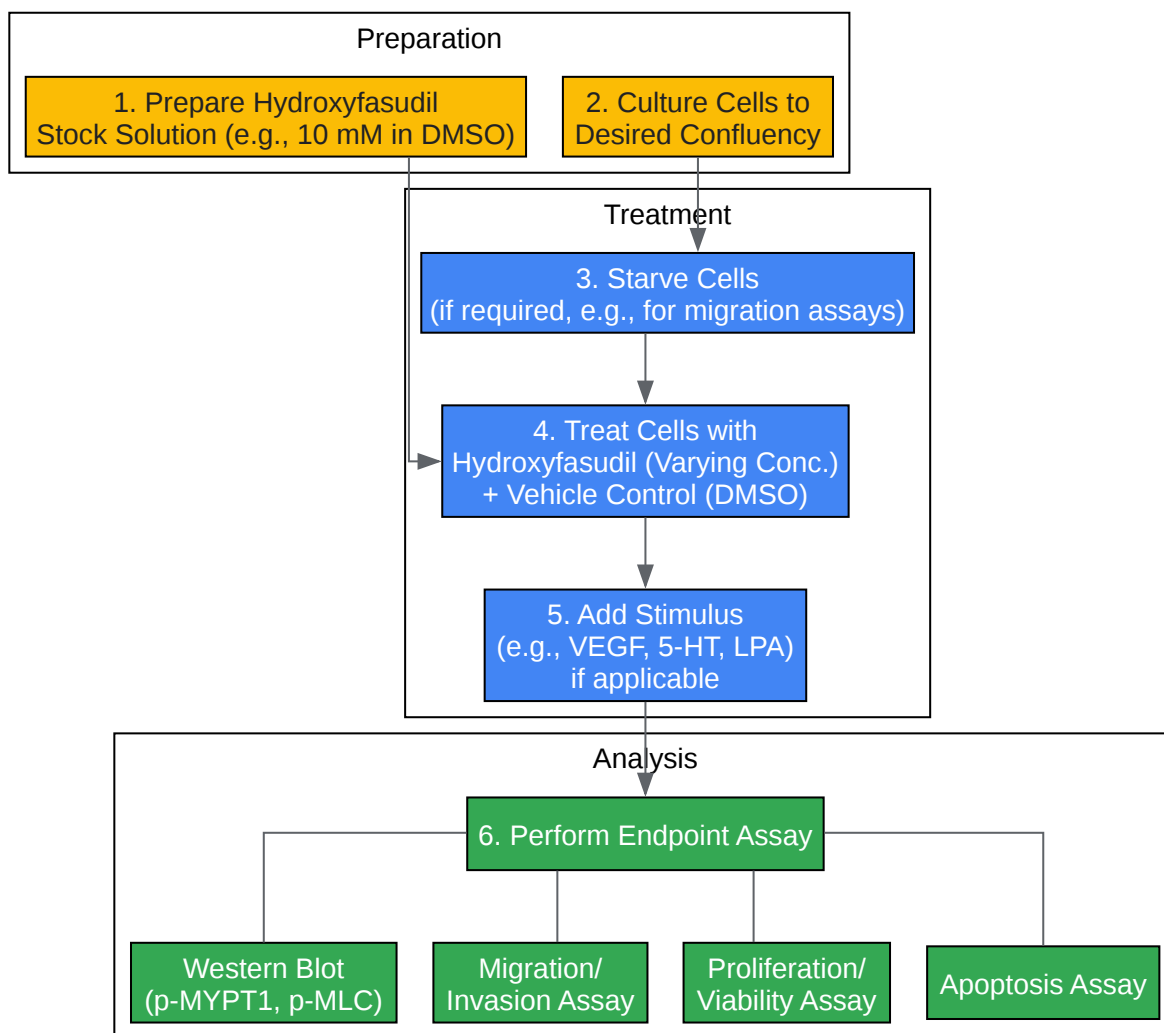 Preparation
1. Prepare Hydroxyfasudil
Stock Solution (e.g., 10 mM in DMSO)
2. Culture Cells to
Desired Confluency
Treatment
3. Starve Cells
(if required, e.g., for migration assays)
4. Treat Cells with
Hydroxyfasudil (Varying Conc.)
+ Vehicle Control (DMSO)
5. Add Stimulus
(e.g., VEGF, 5-HT, LPA)
if applicable
Analysis
6. Perform Endpoint Assay
Western Blot
(p-MYPT1, p-MLC)
Migration/
Invasion Assay
Proliferation/
Viability Assay
Apoptosis Assay